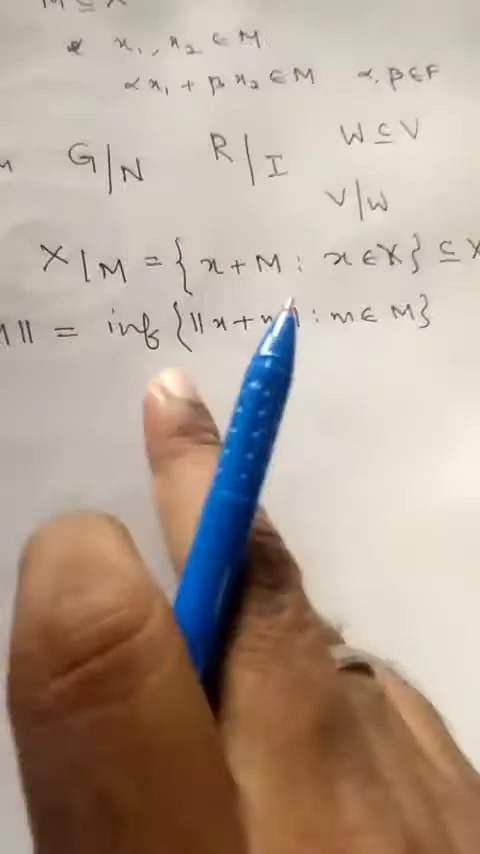 M ⊆ X
x₁, x₂ ∈ M
αx₁ + βx₂ ∈ M α, β ∈ F
G/N R/I W ⊆ V
V/W
X/M = {x+M : x ∈ X} ⊆ X
|| = inf {||x+m|| : m ∈ M}